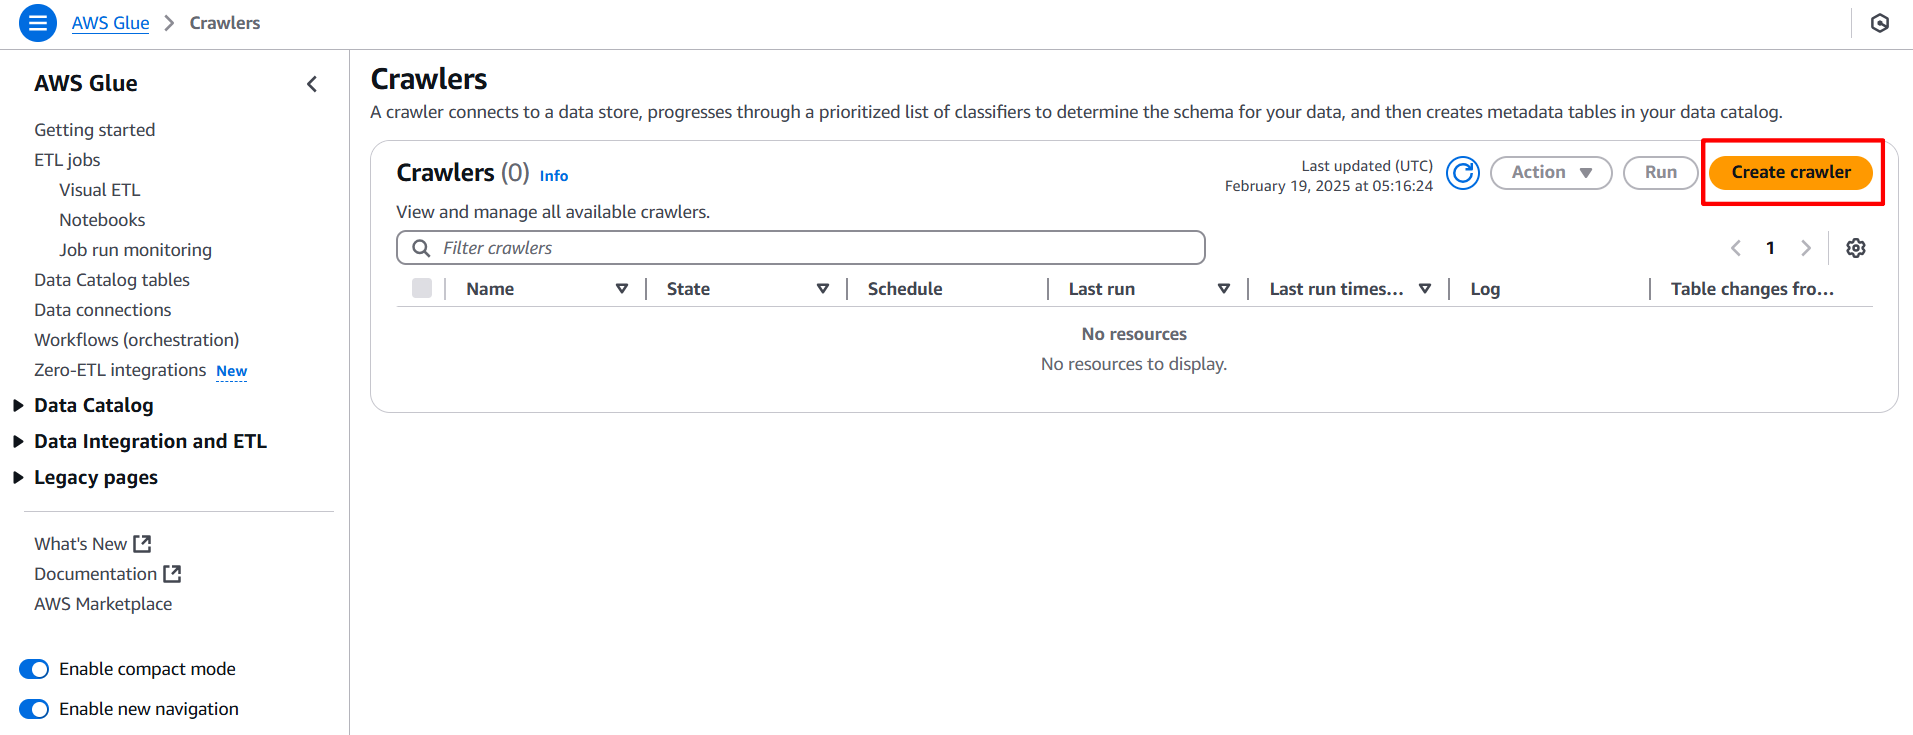 AWS Glue > Crawlers
AWS Glue
Getting started
ETL jobs
Visual ETL
Notebooks
Job run monitoring
Data Catalog tables
Data connections
Workflows (orchestration)
Zero-ETL integrations New
Data Catalog
Data Integration and ETL
Legacy pages
What's New
Documentation
AWS Marketplace
Enable compact mode
Enable new navigation
Crawlers
A crawler connects to a data store, progresses through a prioritized list of classifiers to determine the schema for your data, and then creates metadata tables in your data catalog.
Crawlers (0) Info
Last updated (UTC)
February 19, 2025 at 05:16:24
Action
Run
Create crawler
View and manage all available crawlers.
Filter crawlers
1
Name State Schedule Last run Last run times... Log Table changes fro...
No resources
No resources to display.